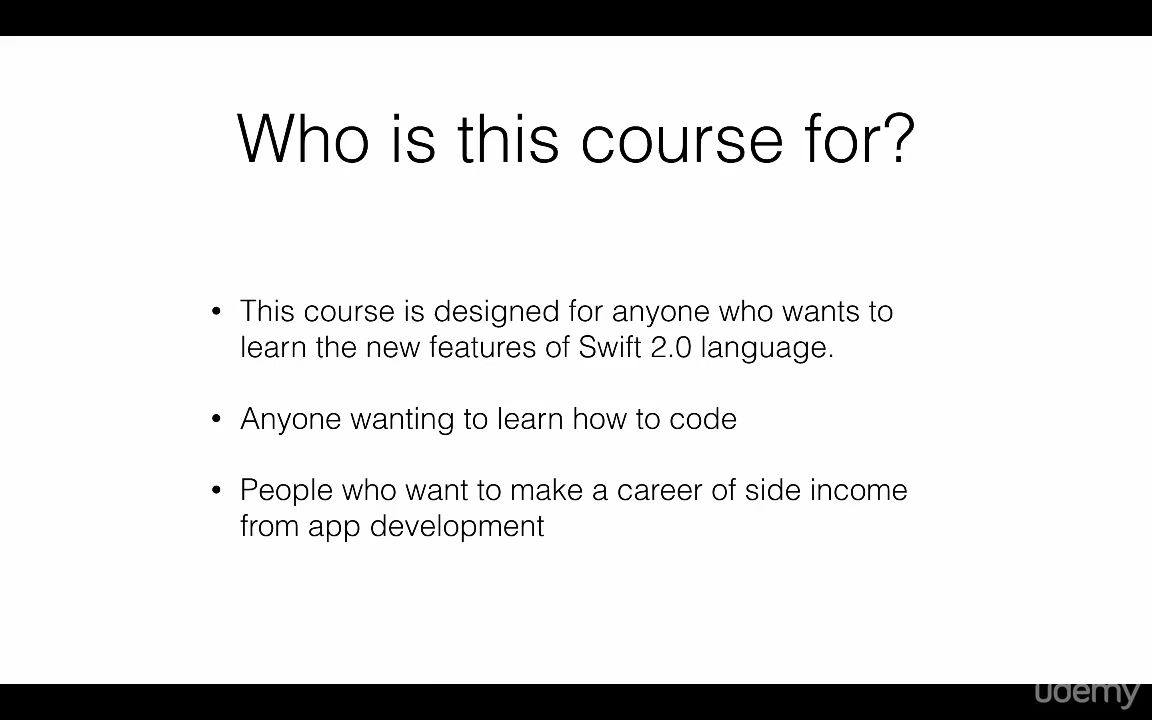 Who is this course for?
• This course is designed for anyone who wants to
learn the new features of Swift 2.0 language.
• Anyone wanting to learn how to code
• People who want to make a career of side income
from app development
udemy